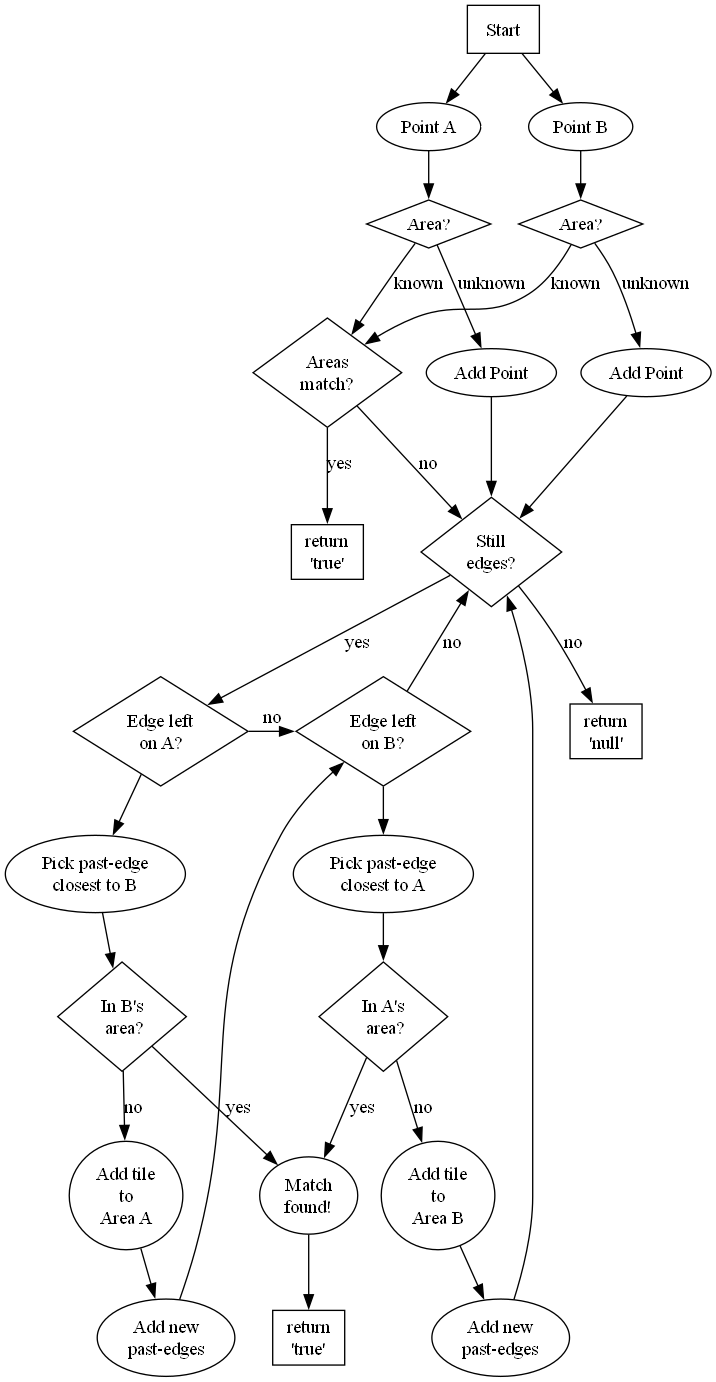 Start
Point A
Point B
Area?
Area?
known
unknown
known
unknown
Areas
match?
Add Point
Add Point
yes
no
return
'true'
Still
edges?
yes
no
no
Edge left
on A?
no
Edge left
on B?
return
'null'
Pick past-edge
closest to B
Pick past-edge
closest to A
In B's
area?
In A's
area?
no
yes
yes
no
Add tile
to
Area A
Match
found!
Add tile
to
Area B
Add new
past-edges
return
'true'
Add new
past-edges